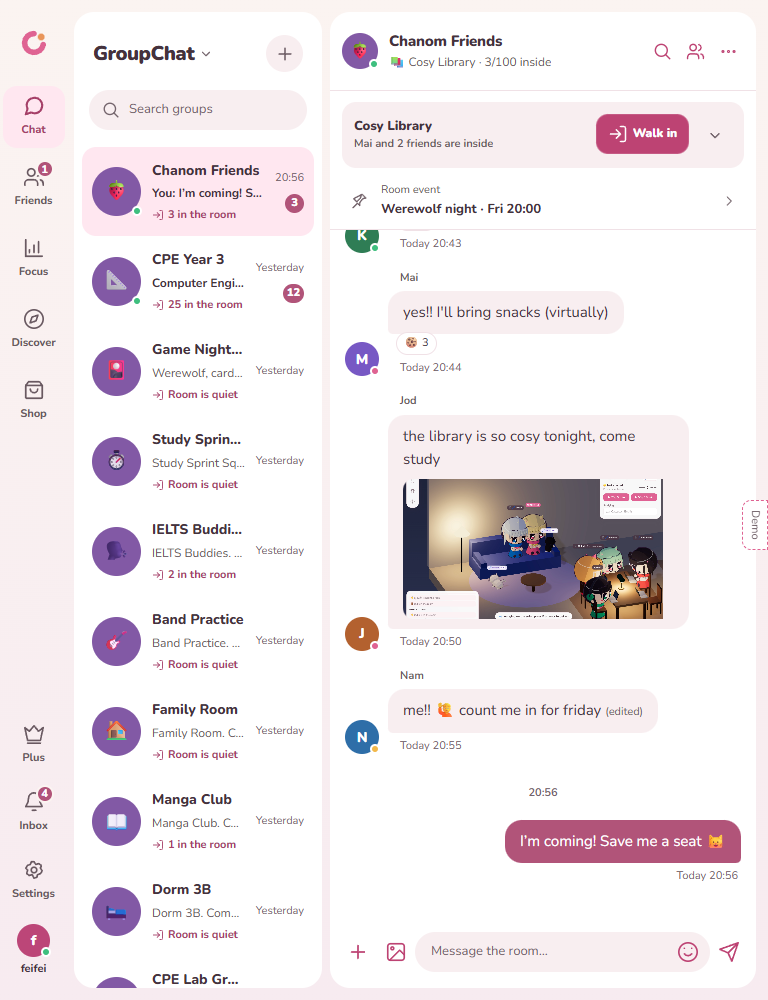 GroupChat
Search groups
Chat
1
Friends
Focus
Discover
Shop
Plus
4
Inbox
Settings
f
feifei
Chanom Friends
20:56
You: I'm coming! S...
3
3 in the room
CPE Year 3
Yesterday
Computer Engi...
12
25 in the room
Game Night...
Yesterday
Werewolf, card...
Room is quiet
Study Sprin...
Yesterday
Study Sprint Sq...
Room is quiet
IELTS Buddi...
Yesterday
IELTS Buddies. ...
2 in the room
Band Practice
Yesterday
Band Practice. ...
Room is quiet
Family Room
Yesterday
Family Room. C...
Room is quiet
Manga Club
Yesterday
Manga Club. C...
1 in the room
Dorm 3B
Yesterday
Dorm 3B. Com...
Room is quiet
CPE Lab Gr...
Chanom Friends
Cosy Library · 3/100 inside
Cosy Library
Mai and 2 friends are inside
Walk in
Room event
Werewolf night · Fri 20:00
K
Today 20:43
Mai
yes!! I'll bring snacks (virtually)
3
M
Today 20:44
Jod
the library is so cosy tonight, come
study
J
Today 20:50
Nam
me!! count me in for friday (edited)
N
Today 20:55
20:56
I'm coming! Save me a seat
Today 20:56
Message the room...
Demo